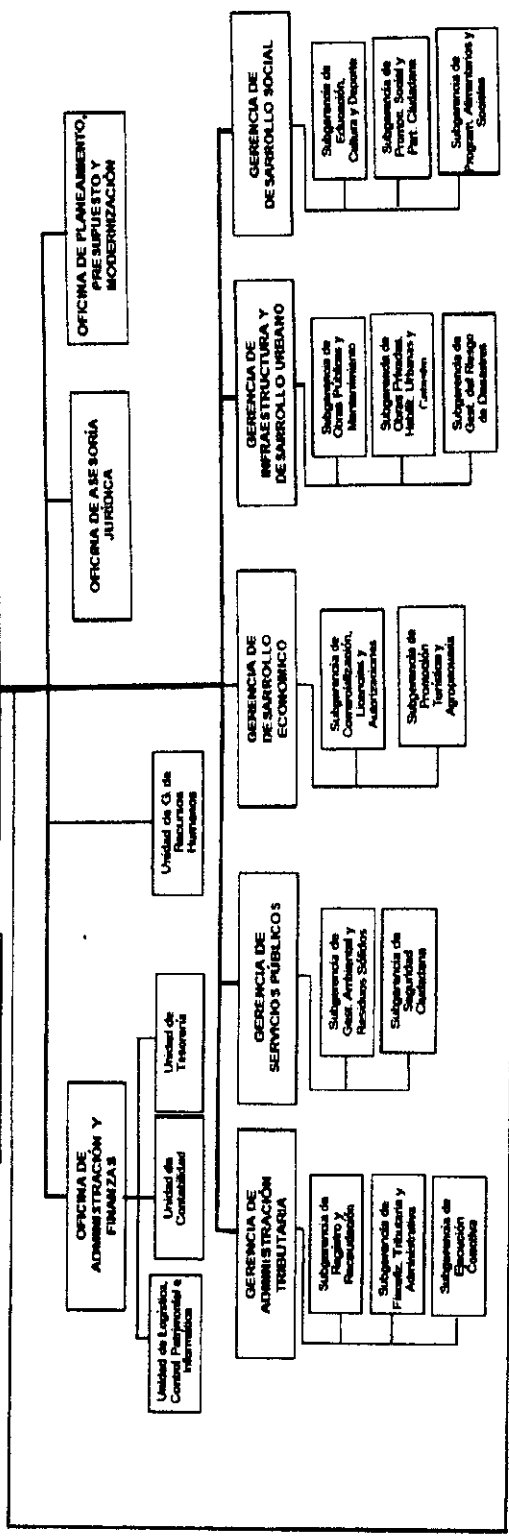 OFICINA DE
ADMINISTRACIÓN Y
FINANZAS
OFICINA DE ASESORÍA
JURÍDICA
OFICINA DE PLANEAMIENTO,
PRESUPUESTO Y
MODERNIZACIÓN
Unidad de Logística,
Control Patrimonial e
Informática
Unidad de
Contabilidad
Unidad de
Tesorería
Unidad de G. de
Recursos
Humanos
GERENCIA DE
ADMINISTRACIÓN
TRIBUTARIA
Subgerencia de
Registro y
Recaudación
Subgerencia de
Fiscaliz. Tributaria y
Administrativa
Subgerencia de
Ejecución
Coactiva
GERENCIA DE
SERVICIOS PÚBLICOS
Subgerencia de
Gest. Ambiental y
Residuos Sólidos
Subgerencia de
Seguridad
Ciudadana
GERENCIA DE
DESARROLLO
ECONOMICO
Subgerencia de
Comercialización,
Licencias y
Autorizaciones
Subgerencia de
Promoción
Turística y
Agropecuaria
GERENCIA DE
INFRAESTRUCTURA Y
DESARROLLO URBANO
Subgerencia de
Obras Públicas y
Mantenimiento
Subgerencia de
Obras Privadas,
Habilit. Urbanas y
Catastro
Subgerencia de
Gest. del Riesgo
de Desastres
GERENCIA DE
DESARROLLO SOCIAL
Subgerencia de
Educación,
Cultura y Deporte
Subgerencia de
Promoc. Social y
Part. Ciudadana
Subgerencia de
Program. Alimentarios y
Sociales